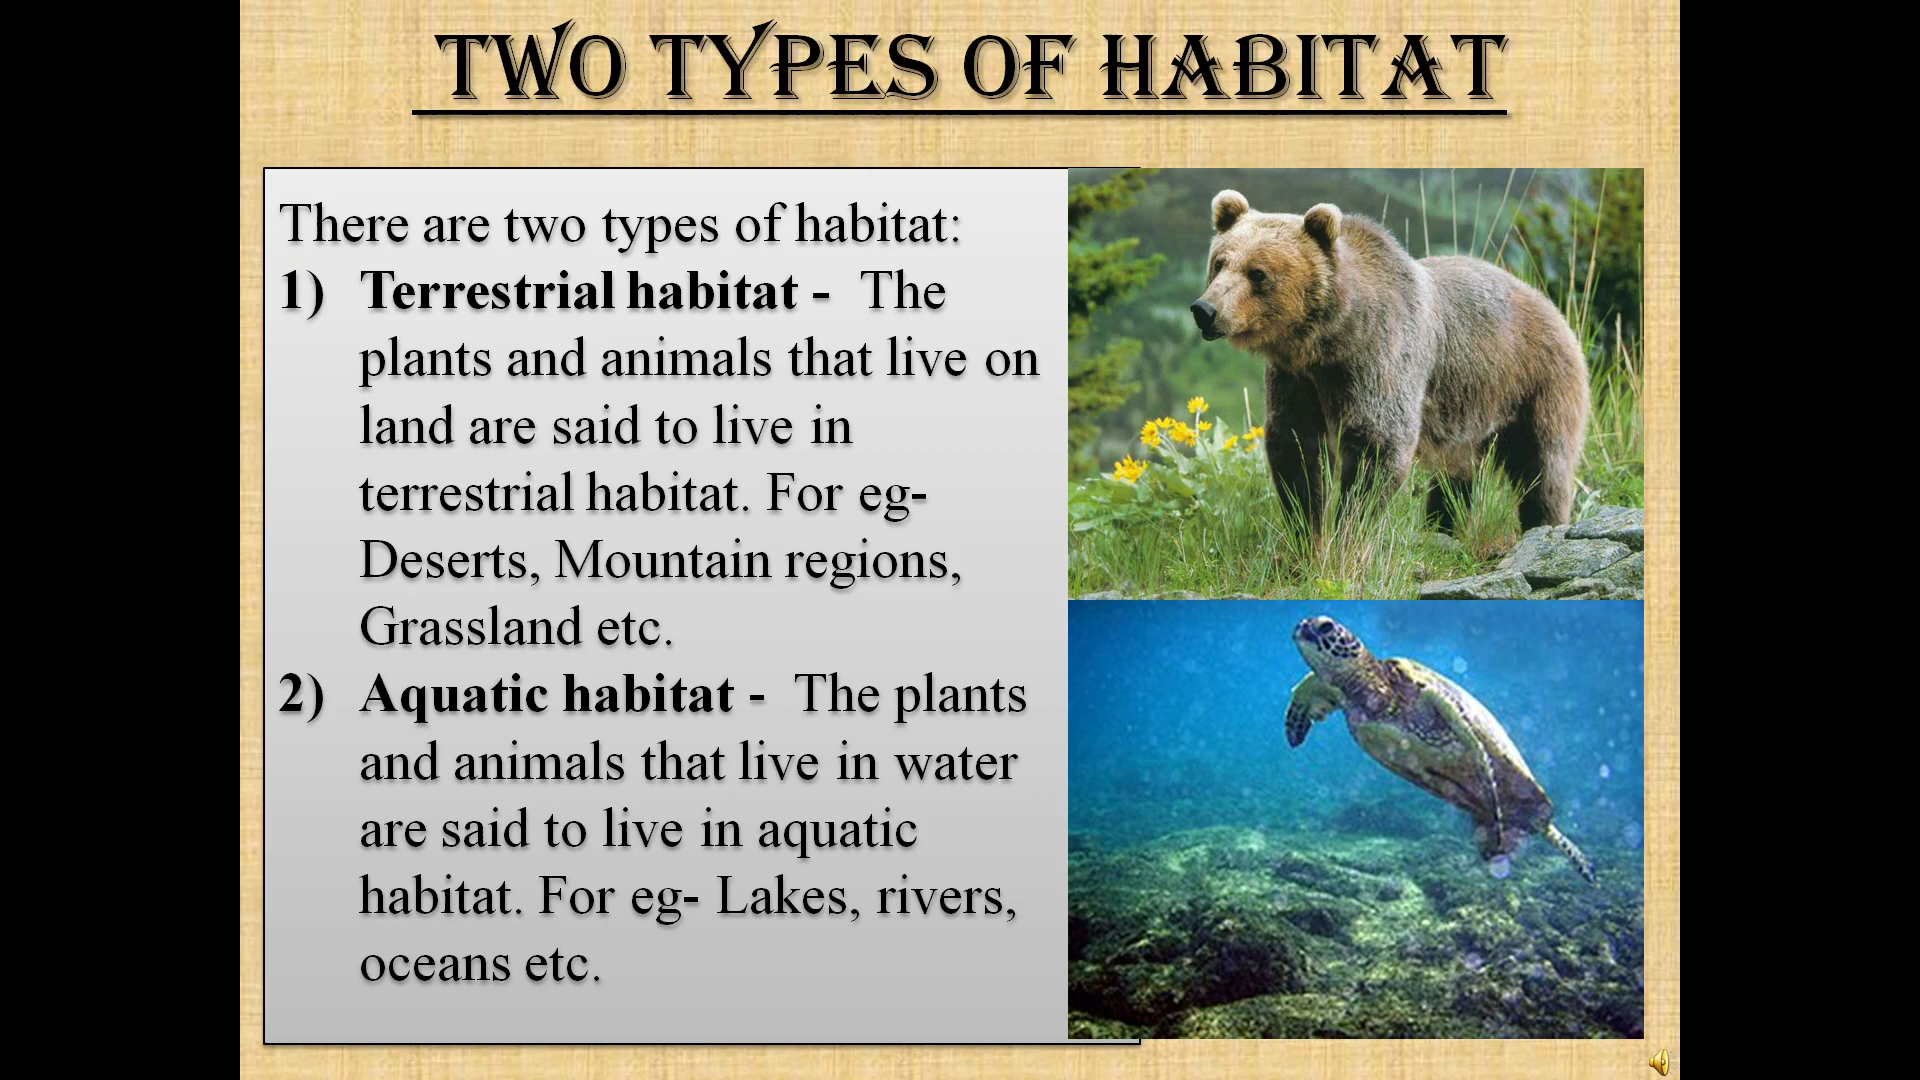 TWO TYPES OF HABITAT
There are two types of habitat:
1) Terrestrial habitat - The
plants and animals that live on
land are said to live in
terrestrial habitat. For eg-
Deserts, Mountain regions,
Grassland etc.
2) Aquatic habitat - The plants
and animals that live in water
are said to live in aquatic
habitat. For eg- Lakes, rivers,
oceans etc.